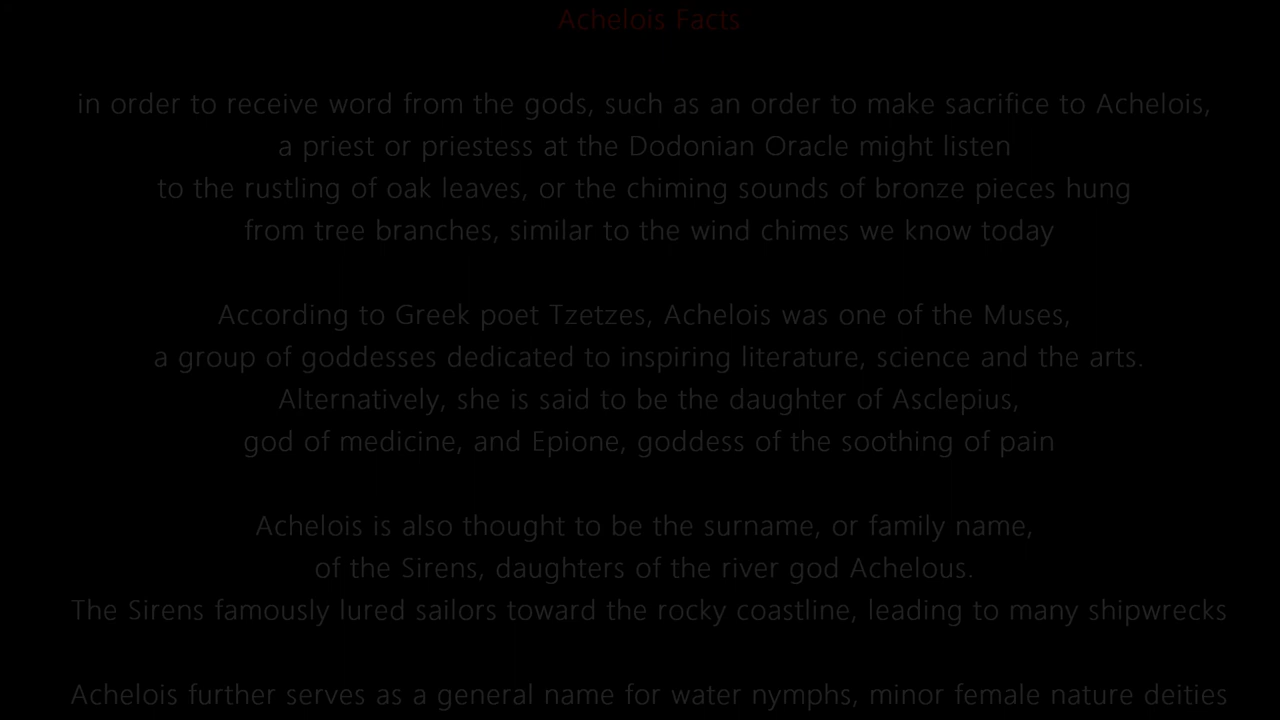 Achelois Facts
in order to receive word from the gods, such as an order to make sacrifice to Achelois,
a priest or priestess at the Dodonian Oracle might listen
to the rustling of oak leaves, or the chiming sounds of bronze pieces hung
from tree branches, similar to the wind chimes we know today
According to Greek poet Tzetzes, Achelois was one of the Muses,
a group of goddesses dedicated to inspiring literature, science and the arts.
Alternatively, she is said to be the daughter of Asclepius,
god of medicine, and Epione, goddess of the soothing of pain
Achelois is also thought to be the surname, or family name,
of the Sirens, daughters of the river god Achelous.
The Sirens famously lured sailors toward the rocky coastline, leading to many shipwrecks
Achelois further serves as a general name for water nymphs, minor female nature deities